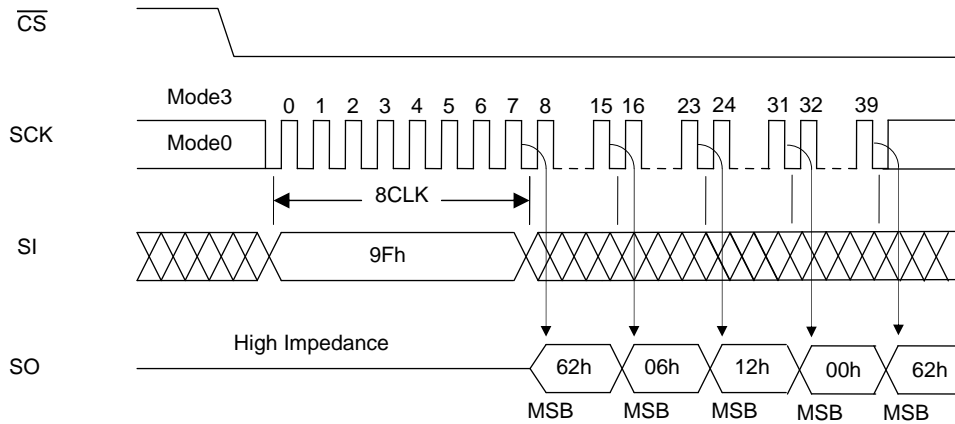 CS
Mode3
0 1 2 3 4 5 6 7 8 15 16 23 24 31 32 39
SCK
Mode0
8CLK
SI
9Fh
High Impedance
SO
62h 06h 12h 00h 62h
MSB MSB MSB MSB MSB